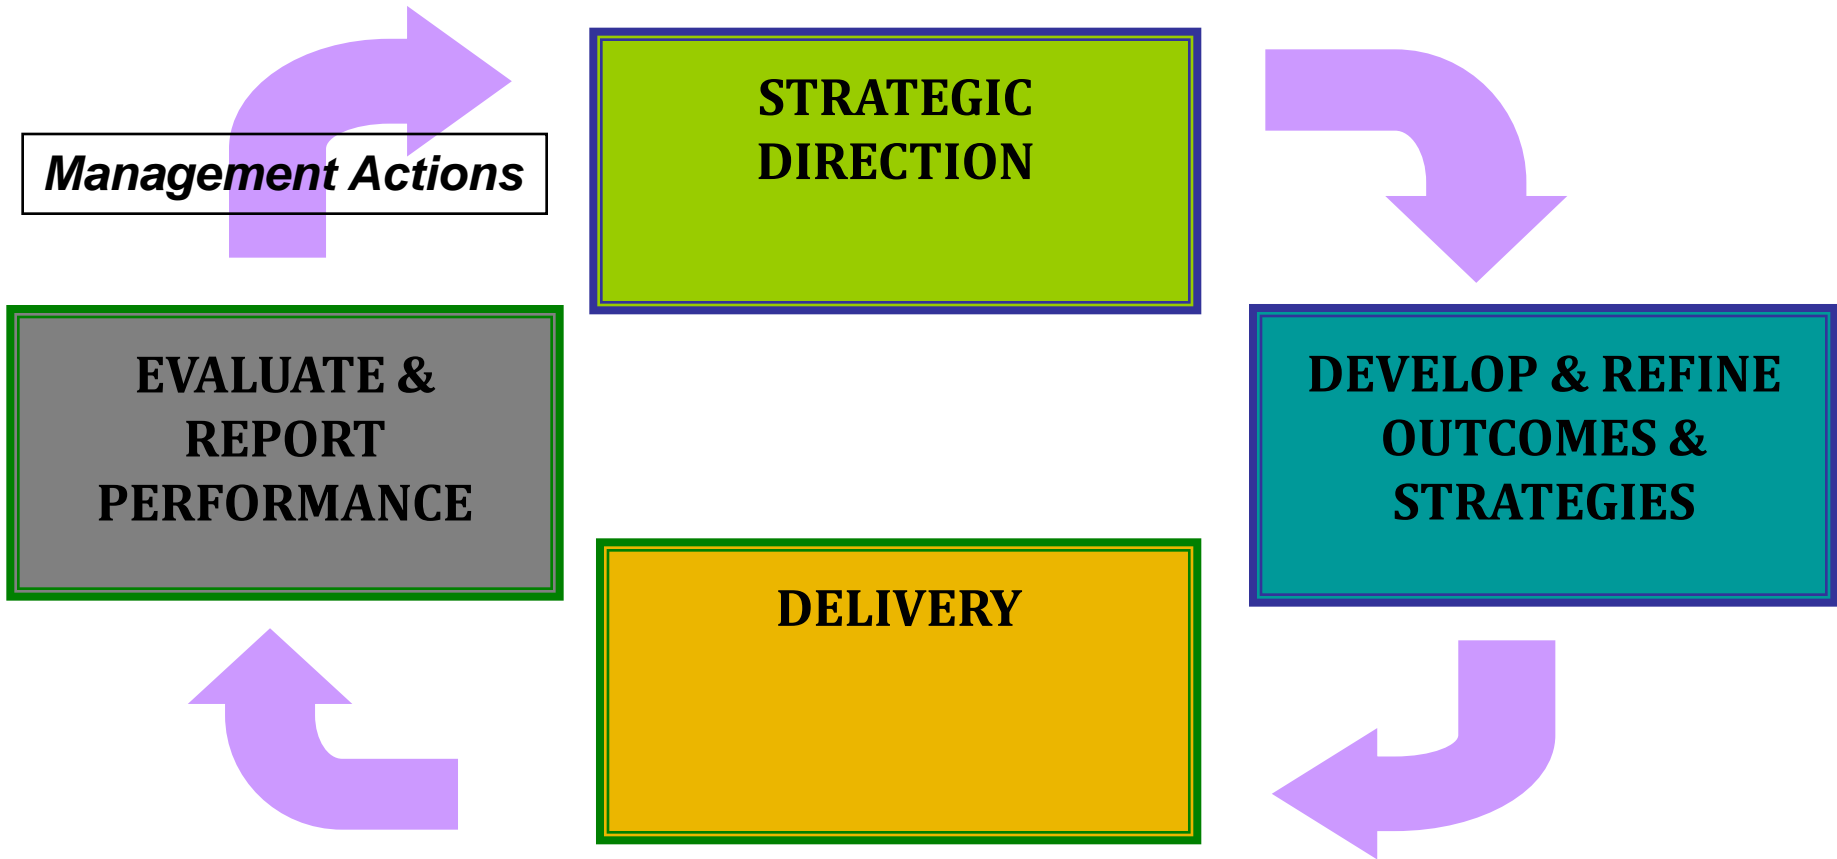 STRATEGIC
DIRECTION
Management Actions
EVALUATE &
REPORT
PERFORMANCE
DEVELOP & REFINE
OUTCOMES &
STRATEGIES
DELIVERY